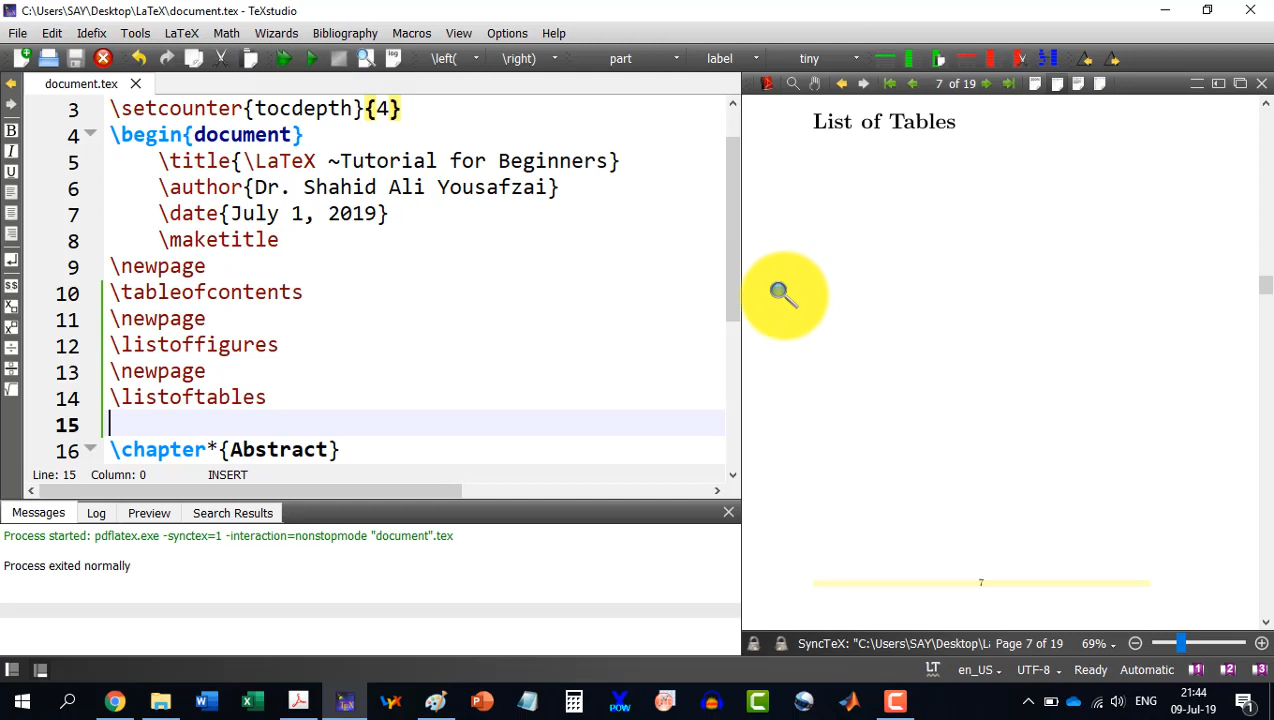 C:\Users\SAY\Desktop\LaTeX\document.tex - TeXstudio
File Edit Idefix Tools LaTeX Math Wizards Bibliography Macros View Options Help
\left( \right) part label tiny
document.tex
7 of 19
3 \setcounter{tocdepth}{4}
4 \begin{document}
5 \title{\LaTeX ~Tutorial for Beginners}
6 \author{Dr. Shahid Ali Yousafzai}
7 \date{July 1, 2019}
8 \maketitle
9 \newpage
10 \tableofcontents
11 \newpage
12 \listoffigures
13 \newpage
14 \listoftables
15
16 \chapter*{Abstract}
Line: 15 Column: 0 INSERT
Messages Log Preview Search Results
Process started: pdflatex.exe -synctex=1 -interaction=nonstopmode "document".tex
Process exited normally
List of Tables
7
SyncTeX: "C:\Users\SAY\Desktop\L Page 7 of 19 69%
en_US UTF-8 Ready Automatic 1 2 3
ENG
21:44
09-Jul-19